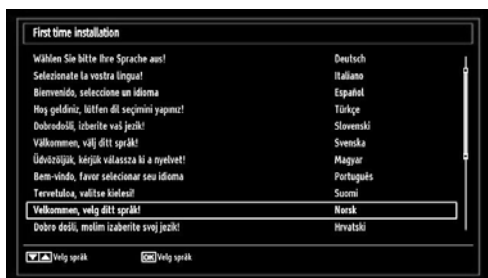 First time installation
Wählen Sie bitte Ihre Sprache aus! Deutsch
Selezionate la vostra lingua! Italiano
Bienvenido, seleccione un idioma Español
Hoş geldiniz, lütfen dil seçimini yapınız! Türkçe
Dobrodošli, izberite vaš jezik! Slovenski
Välkommen, välj ditt språk! Svenska
Üdvözöljük, kérjük válassza ki a nyelvet! Magyar
Bem-vindo, favor selecionar seu idioma Português
Tervetuloa, valitse kielesi! Suomi
Velkommen, velg ditt språk! Norsk
Dobro došli, molim izaberite svoj jezik! Hrvatski
Velg språk OK Velg språk